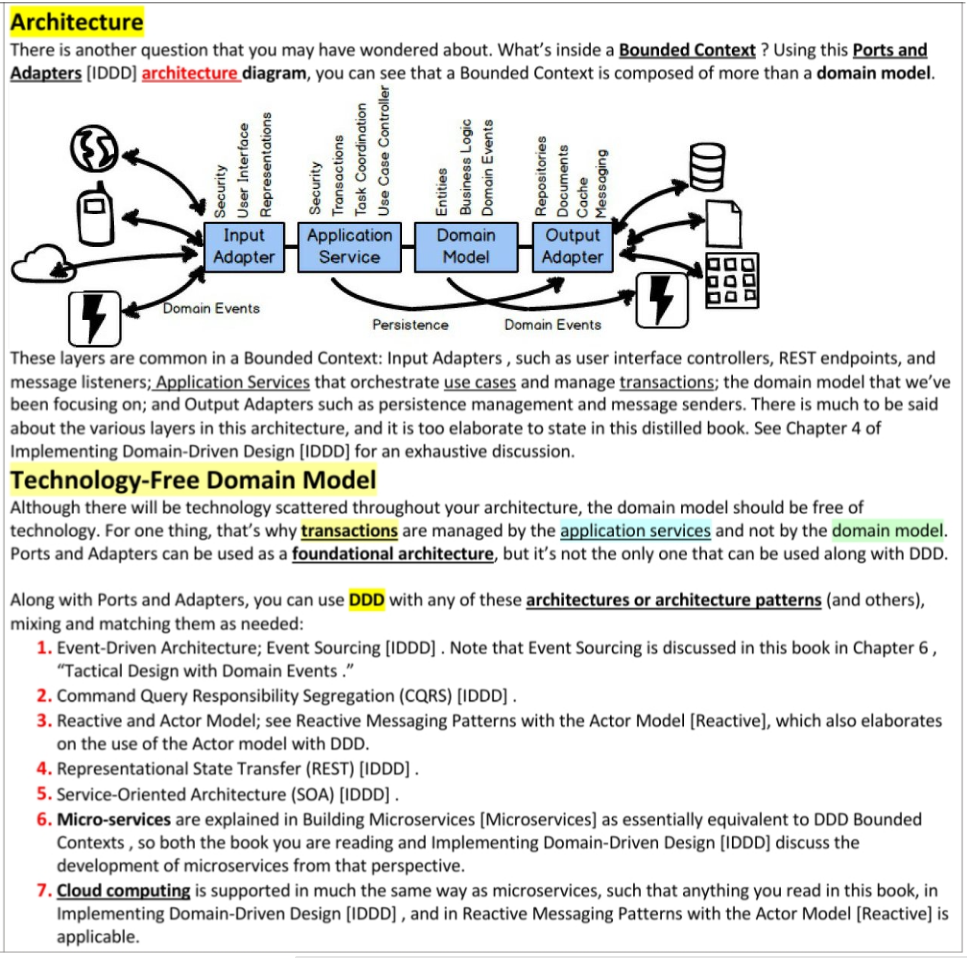 Architecture
There is another question that you may have wondered about. What’s inside a Bounded Context ? Using this Ports and
Adapters [IDDD] architecture diagram, you can see that a Bounded Context is composed of more than a domain model.
Security
User Interface
Representations
Security
Transactions
Task Coordination
Use Case Controller
Entities
Business Logic
Domain Events
Repositories
Documents
Cache
Messaging
Input
Adapter
Application
Service
Domain
Model
Output
Adapter
Domain Events
Persistence
Domain Events
These layers are common in a Bounded Context: Input Adapters , such as user interface controllers, REST endpoints, and
message listeners; Application Services that orchestrate use cases and manage transactions; the domain model that we’ve
been focusing on; and Output Adapters such as persistence management and message senders. There is much to be said
about the various layers in this architecture, and it is too elaborate to state in this distilled book. See Chapter 4 of
Implementing Domain-Driven Design [IDDD] for an exhaustive discussion.
Technology-Free Domain Model
Although there will be technology scattered throughout your architecture, the domain model should be free of
technology. For one thing, that’s why transactions are managed by the application services and not by the domain model.
Ports and Adapters can be used as a foundational architecture, but it’s not the only one that can be used along with DDD.
Along with Ports and Adapters, you can use DDD with any of these architectures or architecture patterns (and others),
mixing and matching them as needed:
1. Event-Driven Architecture; Event Sourcing [IDDD] . Note that Event Sourcing is discussed in this book in Chapter 6 ,
“Tactical Design with Domain Events .”
2. Command Query Responsibility Segregation (CQRS) [IDDD] .
3. Reactive and Actor Model; see Reactive Messaging Patterns with the Actor Model [Reactive], which also elaborates
on the use of the Actor model with DDD.
4. Representational State Transfer (REST) [IDDD] .
5. Service-Oriented Architecture (SOA) [IDDD] .
6. Micro-services are explained in Building Microservices [Microservices] as essentially equivalent to DDD Bounded
Contexts , so both the book you are reading and Implementing Domain-Driven Design [IDDD] discuss the
development of microservices from that perspective.
7. Cloud computing is supported in much the same way as microservices, such that anything you read in this book, in
Implementing Domain-Driven Design [IDDD] , and in Reactive Messaging Patterns with the Actor Model [Reactive] is
applicable.